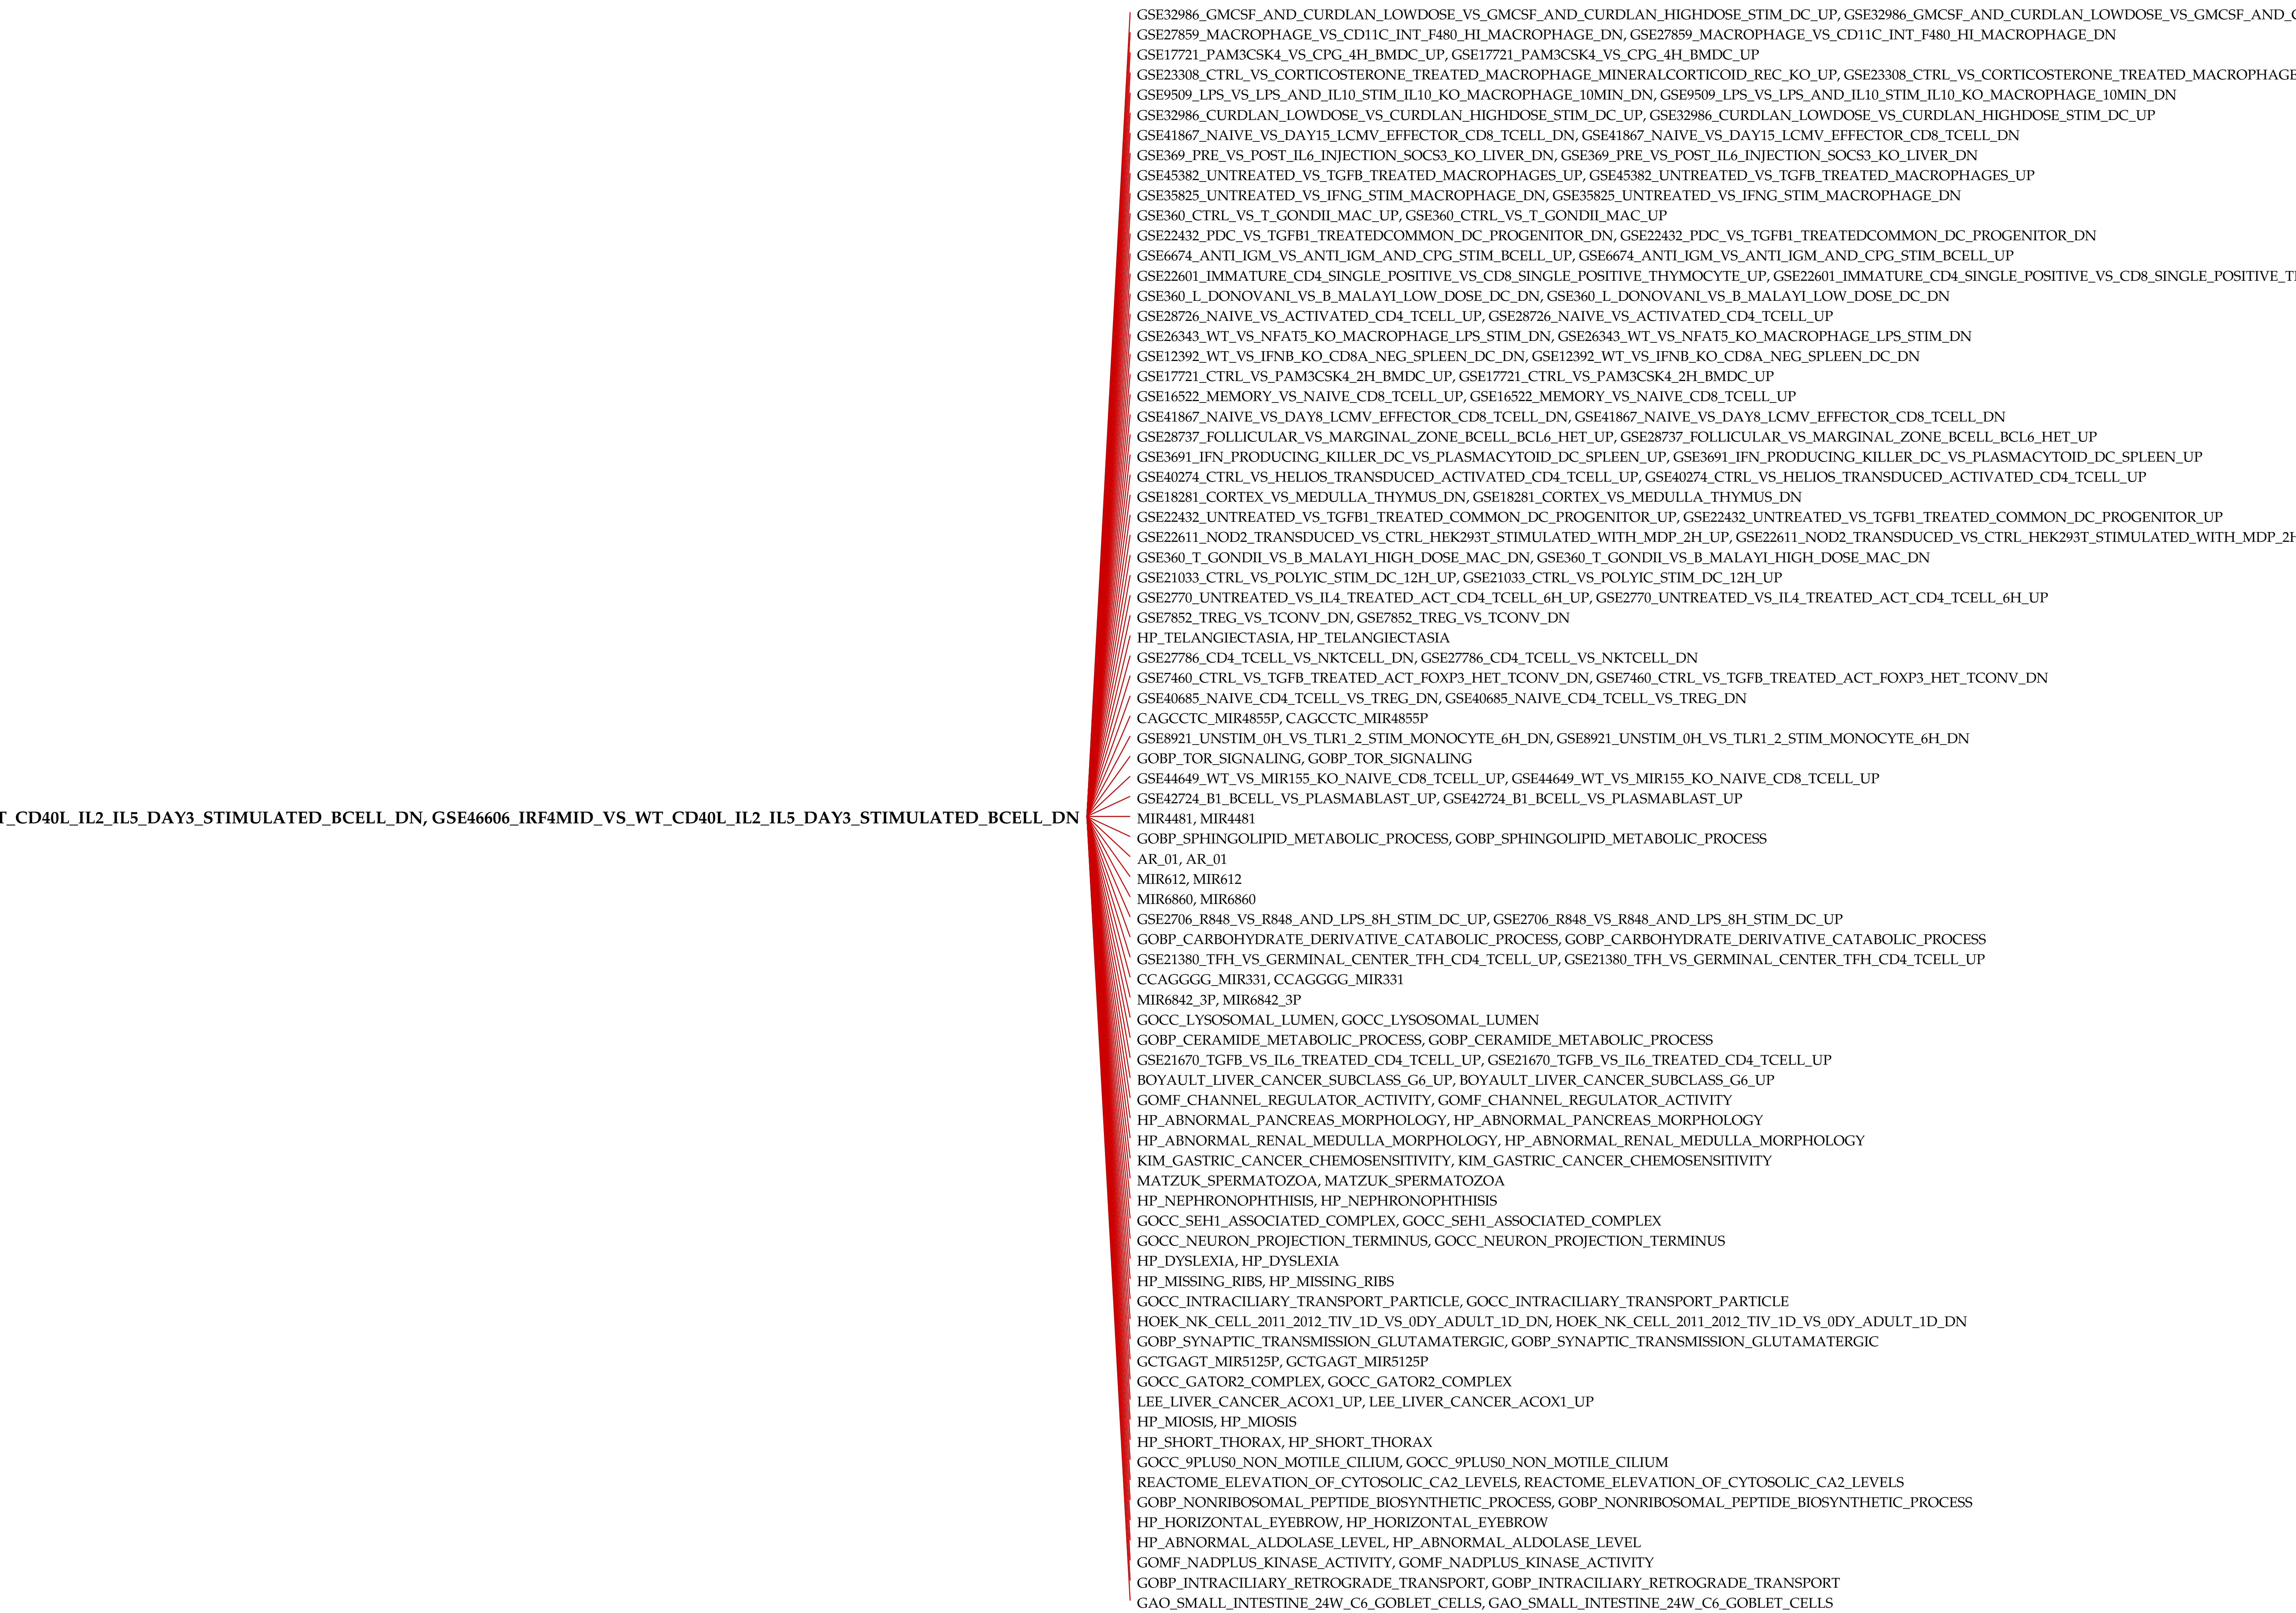 GSE32986_GMCSF_AND_CURDLAN_LOWDOSE_VS_GMCSF_AND_CURDLAN_HIGHDOSE_STIM_DC_UP, GSE32986_GMCSF_AND_CURDLAN_LOWDOSE_VS_GMCSF_AND_
GSE27859_MACROPHAGE_VS_CD11C_INT_F480_HI_MACROPHAGE_DN, GSE27859_MACROPHAGE_VS_CD11C_INT_F480_HI_MACROPHAGE_DN
GSE17721_PAM3CSK4_VS_CPG_4H_BMDC_UP, GSE17721_PAM3CSK4_VS_CPG_4H_BMDC_UP
GSE23308_CTRL_VS_CORTICOSTERONE_TREATED_MACROPHAGE_MINERALCORTICOID_REC_KO_UP, GSE23308_CTRL_VS_CORTICOSTERONE_TREATED_MACROPHAGE
GSE9509_LPS_VS_LPS_AND_IL10_STIM_IL10_KO_MACROPHAGE_10MIN_DN, GSE9509_LPS_VS_LPS_AND_IL10_STIM_IL10_KO_MACROPHAGE_10MIN_DN
GSE32986_CURDLAN_LOWDOSE_VS_CURDLAN_HIGHDOSE_STIM_DC_UP, GSE32986_CURDLAN_LOWDOSE_VS_CURDLAN_HIGHDOSE_STIM_DC_UP
GSE41867_NAIVE_VS_DAY15_LCMV_EFFECTOR_CD8_TCELL_DN, GSE41867_NAIVE_VS_DAY15_LCMV_EFFECTOR_CD8_TCELL_DN
GSE369_PRE_VS_POST_IL6_INJECTION_SOCS3_KO_LIVER_DN, GSE369_PRE_VS_POST_IL6_INJECTION_SOCS3_KO_LIVER_DN
GSE45382_UNTREATED_VS_TGFB_TREATED_MACROPHAGES_UP, GSE45382_UNTREATED_VS_TGFB_TREATED_MACROPHAGES_UP
GSE35825_UNTREATED_VS_IFNG_STIM_MACROPHAGE_DN, GSE35825_UNTREATED_VS_IFNG_STIM_MACROPHAGE_DN
GSE360_CTRL_VS_T_GONDII_MAC_UP, GSE360_CTRL_VS_T_GONDII_MAC_UP
GSE22432_PDC_VS_TGFB1_TREATEDCOMMON_DC_PROGENITOR_DN, GSE22432_PDC_VS_TGFB1_TREATEDCOMMON_DC_PROGENITOR_DN
GSE6674_ANTI_IGM_VS_ANTI_IGM_AND_CPG_STIM_BCELL_UP, GSE6674_ANTI_IGM_VS_ANTI_IGM_AND_CPG_STIM_BCELL_UP
GSE22601_IMMATURE_CD4_SINGLE_POSITIVE_VS_CD8_SINGLE_POSITIVE_THYMOCYTE_UP, GSE22601_IMMATURE_CD4_SINGLE_POSITIVE_VS_CD8_SINGLE_POSITIVE_T
GSE360_L_DONOVANI_VS_B_MALAYI_LOW_DOSE_DC_DN, GSE360_L_DONOVANI_VS_B_MALAYI_LOW_DOSE_DC_DN
GSE28726_NAIVE_VS_ACTIVATED_CD4_TCELL_UP, GSE28726_NAIVE_VS_ACTIVATED_CD4_TCELL_UP
GSE26343_WT_VS_NFAT5_KO_MACROPHAGE_LPS_STIM_DN, GSE26343_WT_VS_NFAT5_KO_MACROPHAGE_LPS_STIM_DN
GSE12392_WT_VS_IFNB_KO_CD8A_NEG_SPLEEN_DC_DN, GSE12392_WT_VS_IFNB_KO_CD8A_NEG_SPLEEN_DC_DN
GSE17721_CTRL_VS_PAM3CSK4_2H_BMDC_UP, GSE17721_CTRL_VS_PAM3CSK4_2H_BMDC_UP
GSE16522_MEMORY_VS_NAIVE_CD8_TCELL_UP, GSE16522_MEMORY_VS_NAIVE_CD8_TCELL_UP
GSE41867_NAIVE_VS_DAY8_LCMV_EFFECTOR_CD8_TCELL_DN, GSE41867_NAIVE_VS_DAY8_LCMV_EFFECTOR_CD8_TCELL_DN
GSE28737_FOLLICULAR_VS_MARGINAL_ZONE_BCELL_BCL6_HET_UP, GSE28737_FOLLICULAR_VS_MARGINAL_ZONE_BCELL_BCL6_HET_UP
GSE3691_IFN_PRODUCING_KILLER_DC_VS_PLASMACYTOID_DC_SPLEEN_UP, GSE3691_IFN_PRODUCING_KILLER_DC_VS_PLASMACYTOID_DC_SPLEEN_UP
GSE40274_CTRL_VS_HELIOS_TRANSDUCED_ACTIVATED_CD4_TCELL_UP, GSE40274_CTRL_VS_HELIOS_TRANSDUCED_ACTIVATED_CD4_TCELL_UP
GSE18281_CORTEX_VS_MEDULLA_THYMUS_DN, GSE18281_CORTEX_VS_MEDULLA_THYMUS_DN
GSE22432_UNTREATED_VS_TGFB1_TREATED_COMMON_DC_PROGENITOR_UP, GSE22432_UNTREATED_VS_TGFB1_TREATED_COMMON_DC_PROGENITOR_UP
GSE22611_NOD2_TRANSDUCED_VS_CTRL_HEK293T_STIMULATED_WITH_MDP_2H_UP, GSE22611_NOD2_TRANSDUCED_VS_CTRL_HEK293T_STIMULATED_WITH_MDP_2H
GSE360_T_GONDII_VS_B_MALAYI_HIGH_DOSE_MAC_DN, GSE360_T_GONDII_VS_B_MALAYI_HIGH_DOSE_MAC_DN
GSE21033_CTRL_VS_POLYIC_STIM_DC_12H_UP, GSE21033_CTRL_VS_POLYIC_STIM_DC_12H_UP
GSE2770_UNTREATED_VS_IL4_TREATED_ACT_CD4_TCELL_6H_UP, GSE2770_UNTREATED_VS_IL4_TREATED_ACT_CD4_TCELL_6H_UP
GSE7852_TREG_VS_TCONV_DN, GSE7852_TREG_VS_TCONV_DN
HP_TELANGIECTASIA, HP_TELANGIECTASIA
GSE27786_CD4_TCELL_VS_NKTCELL_DN, GSE27786_CD4_TCELL_VS_NKTCELL_DN
GSE7460_CTRL_VS_TGFB_TREATED_ACT_FOXP3_HET_TCONV_DN, GSE7460_CTRL_VS_TGFB_TREATED_ACT_FOXP3_HET_TCONV_DN
GSE40685_NAIVE_CD4_TCELL_VS_TREG_DN, GSE40685_NAIVE_CD4_TCELL_VS_TREG_DN
CAGCCTC_MIR4855P, CAGCCTC_MIR4855P
GSE8921_UNSTIM_0H_VS_TLR1_2_STIM_MONOCYTE_6H_DN, GSE8921_UNSTIM_0H_VS_TLR1_2_STIM_MONOCYTE_6H_DN
GOBP_TOR_SIGNALING, GOBP_TOR_SIGNALING
GSE44649_WT_VS_MIR155_KO_NAIVE_CD8_TCELL_UP, GSE44649_WT_VS_MIR155_KO_NAIVE_CD8_TCELL_UP
GSE42724_B1_BCELL_VS_PLASMABLAST_UP, GSE42724_B1_BCELL_VS_PLASMABLAST_UP
T_CD40L_IL2_IL5_DAY3_STIMULATED_BCELL_DN, GSE46606_IRF4MID_VS_WT_CD40L_IL2_IL5_DAY3_STIMULATED_BCELL_DN
MIR4481, MIR4481
GOBP_SPHINGOLIPID_METABOLIC_PROCESS, GOBP_SPHINGOLIPID_METABOLIC_PROCESS
AR_01, AR_01
MIR612, MIR612
MIR6860, MIR6860
GSE2706_R848_VS_R848_AND_LPS_8H_STIM_DC_UP, GSE2706_R848_VS_R848_AND_LPS_8H_STIM_DC_UP
GOBP_CARBOHYDRATE_DERIVATIVE_CATABOLIC_PROCESS, GOBP_CARBOHYDRATE_DERIVATIVE_CATABOLIC_PROCESS
GSE21380_TFH_VS_GERMINAL_CENTER_TFH_CD4_TCELL_UP, GSE21380_TFH_VS_GERMINAL_CENTER_TFH_CD4_TCELL_UP
CCAGGGG_MIR331, CCAGGGG_MIR331
MIR6842_3P, MIR6842_3P
GOCC_LYSOSOMAL_LUMEN, GOCC_LYSOSOMAL_LUMEN
GOBP_CERAMIDE_METABOLIC_PROCESS, GOBP_CERAMIDE_METABOLIC_PROCESS
GSE21670_TGFB_VS_IL6_TREATED_CD4_TCELL_UP, GSE21670_TGFB_VS_IL6_TREATED_CD4_TCELL_UP
BOYAULT_LIVER_CANCER_SUBCLASS_G6_UP, BOYAULT_LIVER_CANCER_SUBCLASS_G6_UP
GOMF_CHANNEL_REGULATOR_ACTIVITY, GOMF_CHANNEL_REGULATOR_ACTIVITY
HP_ABNORMAL_PANCREAS_MORPHOLOGY, HP_ABNORMAL_PANCREAS_MORPHOLOGY
HP_ABNORMAL_RENAL_MEDULLA_MORPHOLOGY, HP_ABNORMAL_RENAL_MEDULLA_MORPHOLOGY
KIM_GASTRIC_CANCER_CHEMOSENSITIVITY, KIM_GASTRIC_CANCER_CHEMOSENSITIVITY
MATZUK_SPERMATOZOA, MATZUK_SPERMATOZOA
HP_NEPHRONOPHTHISIS, HP_NEPHRONOPHTHISIS
GOCC_SEH1_ASSOCIATED_COMPLEX, GOCC_SEH1_ASSOCIATED_COMPLEX
GOCC_NEURON_PROJECTION_TERMINUS, GOCC_NEURON_PROJECTION_TERMINUS
HP_DYSLEXIA, HP_DYSLEXIA
HP_MISSING_RIBS, HP_MISSING_RIBS
GOCC_INTRACILIARY_TRANSPORT_PARTICLE, GOCC_INTRACILIARY_TRANSPORT_PARTICLE
HOEK_NK_CELL_2011_2012_TIV_1D_VS_0DY_ADULT_1D_DN, HOEK_NK_CELL_2011_2012_TIV_1D_VS_0DY_ADULT_1D_DN
GOBP_SYNAPTIC_TRANSMISSION_GLUTAMATERGIC, GOBP_SYNAPTIC_TRANSMISSION_GLUTAMATERGIC
GCTGAGT_MIR5125P, GCTGAGT_MIR5125P
GOCC_GATOR2_COMPLEX, GOCC_GATOR2_COMPLEX
LEE_LIVER_CANCER_ACOX1_UP, LEE_LIVER_CANCER_ACOX1_UP
HP_MIOSIS, HP_MIOSIS
HP_SHORT_THORAX, HP_SHORT_THORAX
GOCC_9PLUS0_NON_MOTILE_CILIUM, GOCC_9PLUS0_NON_MOTILE_CILIUM
REACTOME_ELEVATION_OF_CYTOSOLIC_CA2_LEVELS, REACTOME_ELEVATION_OF_CYTOSOLIC_CA2_LEVELS
GOBP_NONRIBOSOMAL_PEPTIDE_BIOSYNTHETIC_PROCESS, GOBP_NONRIBOSOMAL_PEPTIDE_BIOSYNTHETIC_PROCESS
HP_HORIZONTAL_EYEBROW, HP_HORIZONTAL_EYEBROW
HP_ABNORMAL_ALDOLASE_LEVEL, HP_ABNORMAL_ALDOLASE_LEVEL
GOMF_NADPLUS_KINASE_ACTIVITY, GOMF_NADPLUS_KINASE_ACTIVITY
GOBP_INTRACILIARY_RETROGRADE_TRANSPORT, GOBP_INTRACILIARY_RETROGRADE_TRANSPORT
GAO_SMALL_INTESTINE_24W_C6_GOBLET_CELLS, GAO_SMALL_INTESTINE_24W_C6_GOBLET_CELLS